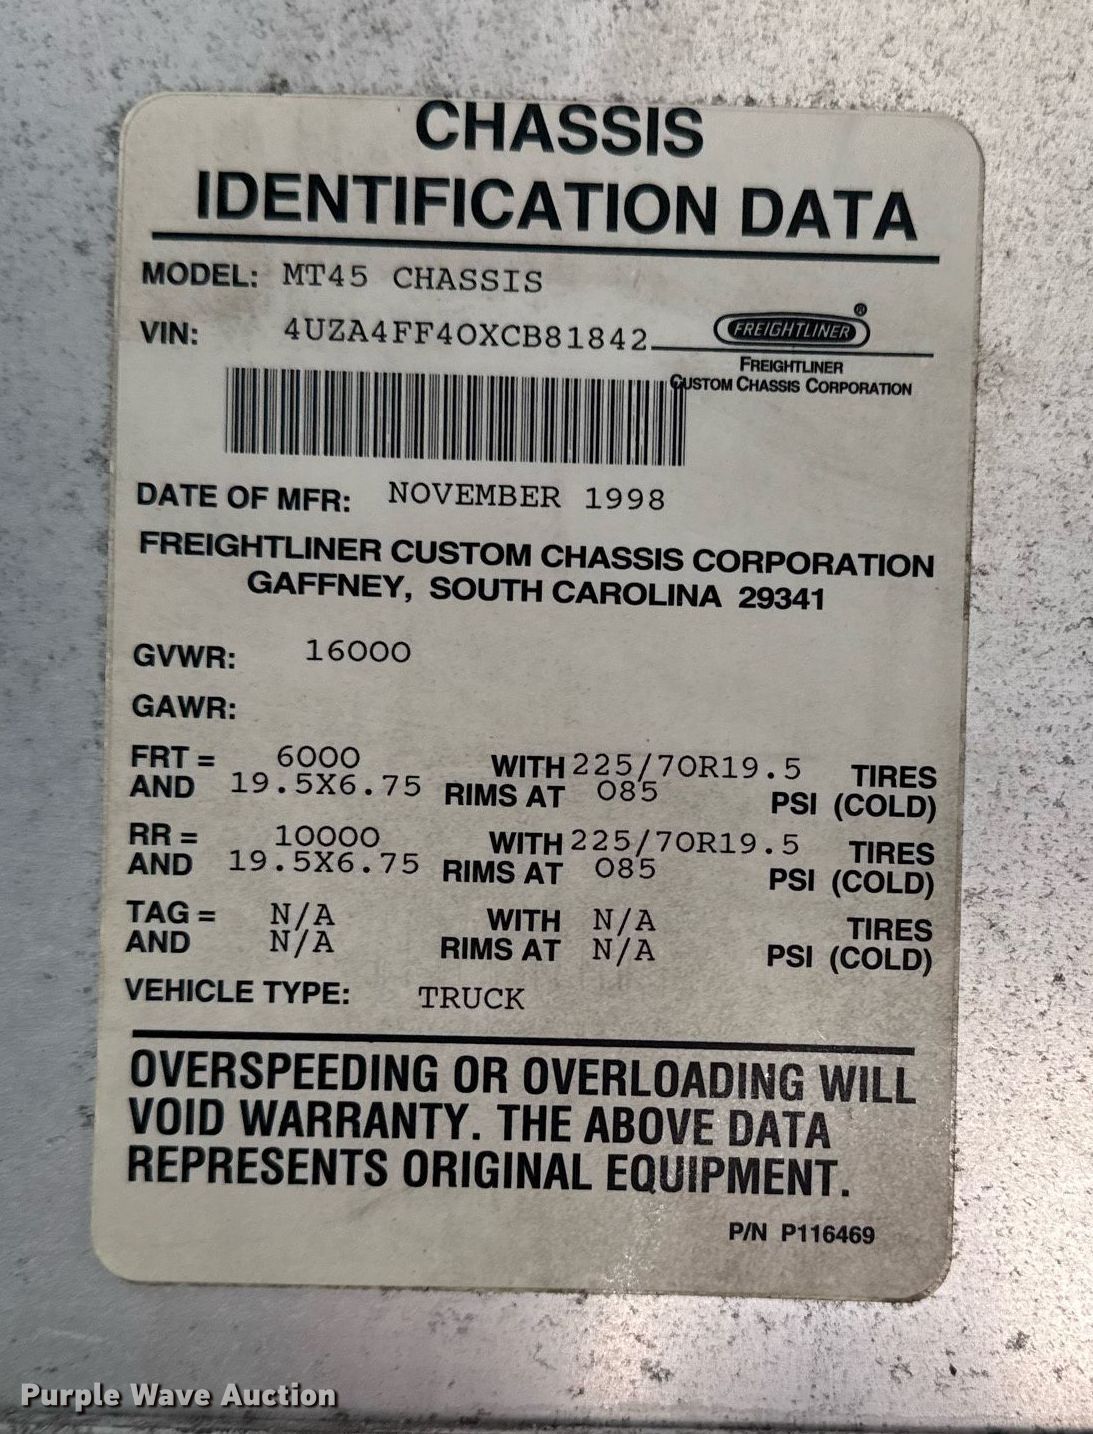 CHASSIS
IDENTIFICATION DATA
MODEL: MT45 CHASSIS
VIN: 4UZA4FF40XCB81842
®
FREIGHTLINER
FREIGHTLINER
CUSTOM CHASSIS CORPORATION
DATE OF MFR: NOVEMBER 1998
FREIGHTLINER CUSTOM CHASSIS CORPORATION
GAFFNEY, SOUTH CAROLINA 29341
GVWR: 16000
GAWR:
FRT = 6000 WITH 225/70R19.5 TIRES
AND 19.5X6.75 RIMS AT 085 PSI (COLD)
RR = 10000 WITH 225/70R19.5 TIRES
AND 19.5X6.75 RIMS AT 085 PSI (COLD)
TAG = N/A WITH N/A TIRES
AND N/A RIMS AT N/A PSI (COLD)
VEHICLE TYPE: TRUCK
OVERSPEEDING OR OVERLOADING WILL
VOID WARRANTY. THE ABOVE DATA
REPRESENTS ORIGINAL EQUIPMENT.
P/N P116469
Purple Wave Auction